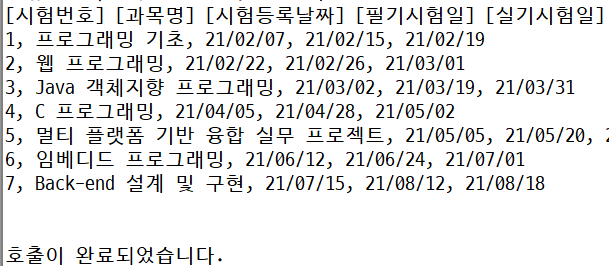 [시험번호] [과목명] [시험등록날짜] [필기시험일] [실기시험일]
1, 프로그래밍 기초, 21/02/07, 21/02/15, 21/02/19
2, 웹 프로그래밍, 21/02/22, 21/02/26, 21/03/01
3, Java 객체지향 프로그래밍, 21/03/02, 21/03/19, 21/03/31
4, C 프로그래밍, 21/04/05, 21/04/28, 21/05/02
5, 멀티 플랫폼 기반 융합 실무 프로젝트, 21/05/05, 21/05/20,
6, 임베디드 프로그래밍, 21/06/12, 21/06/24, 21/07/01
7, Back-end 설계 및 구현, 21/07/15, 21/08/12, 21/08/18
호출이 완료되었습니다.